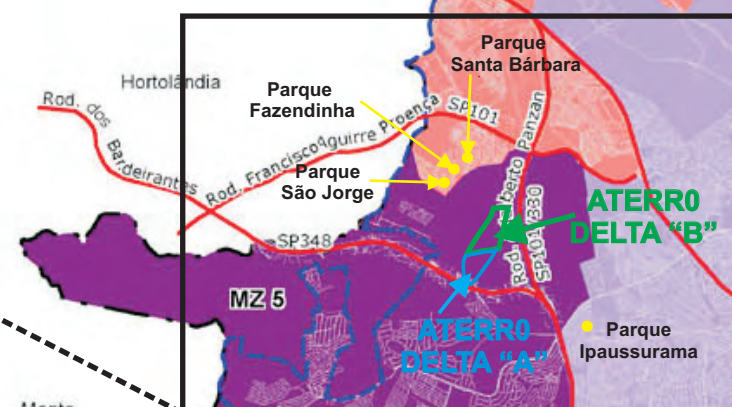 Parque
Santa Bárbara
Hortolândia
Parque
Fazendinha
Rod. dos Bandeirantes
Rod. Francisco Aguirre Proença SP101
Parque
São Jorge
SP101/330
ATERR0
DELTA “B”
SP348
MZ 5
ATERR0
DELTA “A”
Parque
Ipaussurama